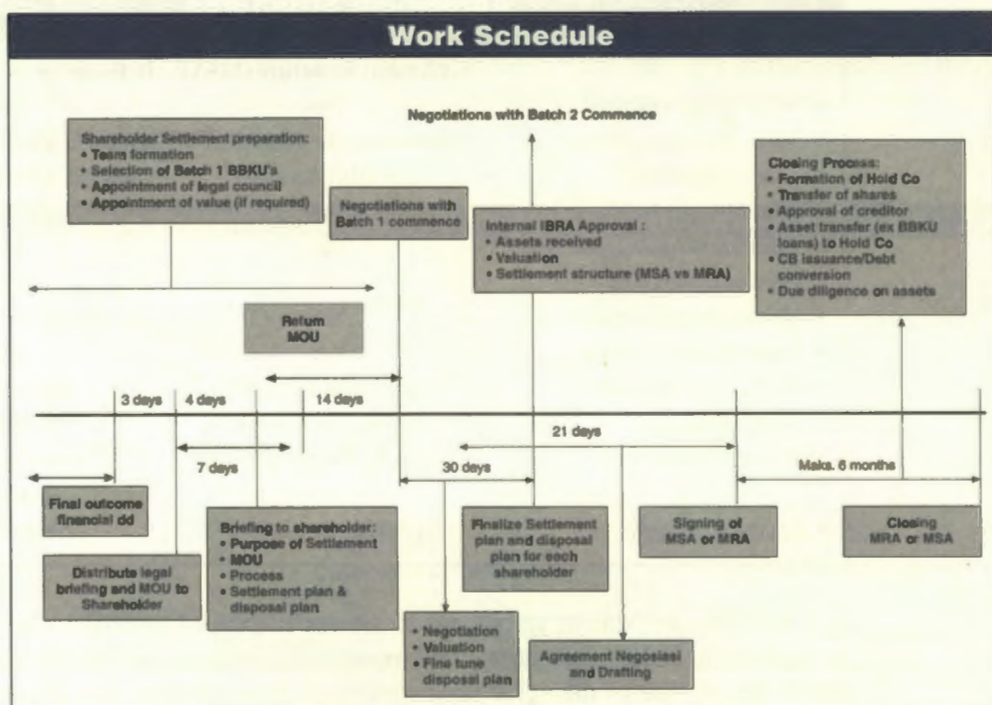 Work Schedule
Negotiations with Batch 2 Commence
Shareholder Settlement preparation:
• Team formation
• Selection of Batch 1 BBKU's
• Appointment of legal council
• Appointment of value (if required)
Negotiations with
Batch 1 commence
Internal IBRA Approval :
• Assets received
• Valuation
• Settlement structure (MSA vs MRA)
Closing Process:
• Formation of Hold Co
• Transfer of shares
• Approval of creditor
• Asset transfer (ex BBKU
loans) to Hold Co
• CB issuance/Debt
conversion
• Due diligence on assets
Return
MOU
3 days
4 days
14 days
7 days
30 days
21 days
Maks. 6 months
Final outcome
financial dd
Distribute legal
briefing and MOU to
Shareholder
Briefing to shareholder:
• Purpose of Settlement
• MOU
• Process
• Settlement plan &
disposal plan
• Negotiation
• Valuation
• Fine tune
disposal plan
Finalize Settlement
plan and disposal
plan for each
shareholder
Agreement Negosiasi
and Drafting
Signing of
MSA or MRA
Closing
MRA or MSA